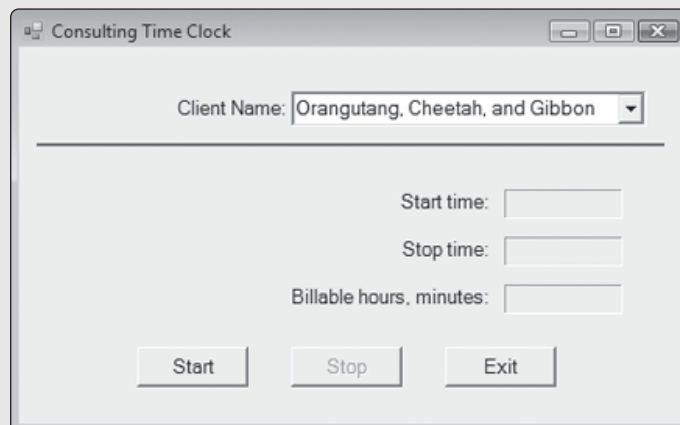 Consulting Time Clock
Client Name: Orangutang, Cheetah, and Gibbon
Start time:
Stop time:
Billable hours, minutes:
Start Stop Exit